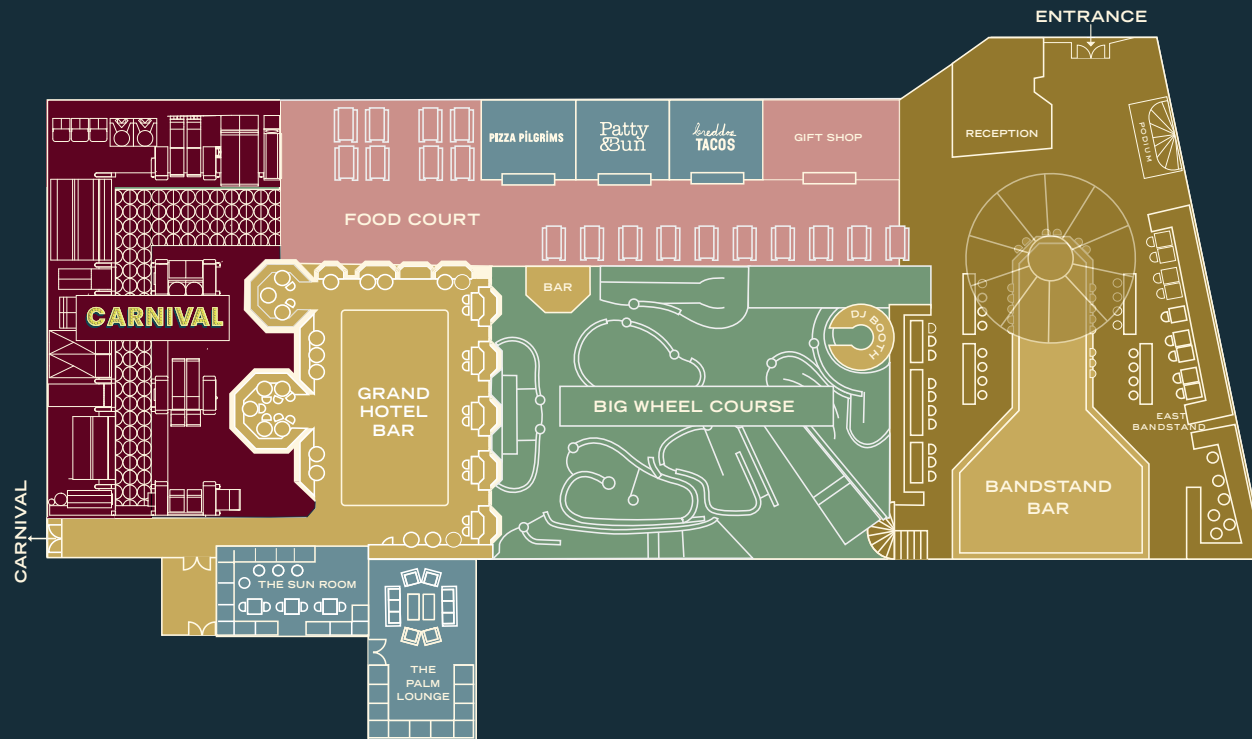 ENTRANCE
RECEPTION
PODIUM
PIZZA PILGRIMS
Patty
&Bun
breddos
TACOS
GIFT SHOP
FOOD COURT
BAR
DJ BOOTH
CARNIVAL
GRAND
HOTEL
BAR
BIG WHEEL COURSE
EAST
BANDSTAND
BANDSTAND
BAR
CARNIVAL
THE SUN ROOM
THE
PALM
LOUNGE